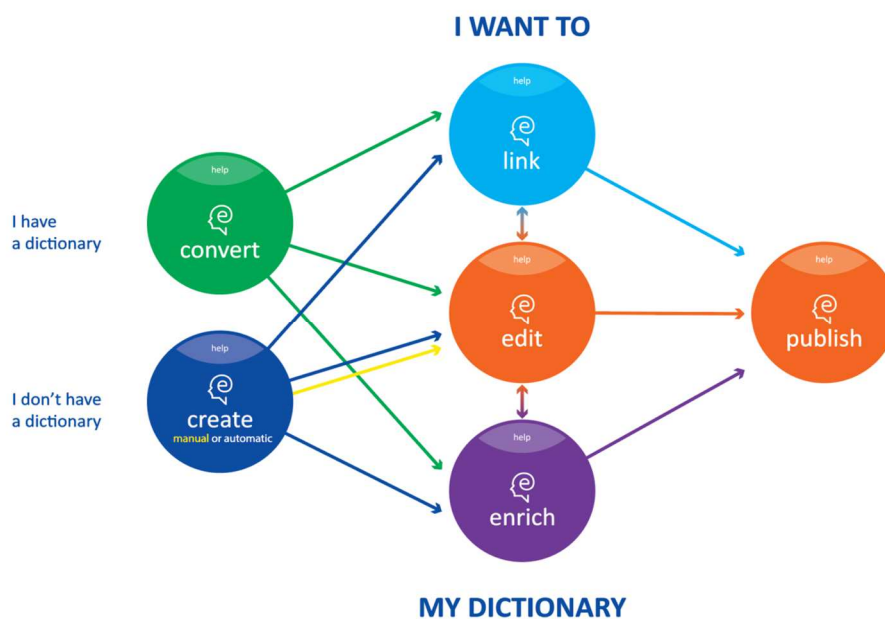 I WANT TO
help
link
help
convert
I have
a dictionary
help
edit
help
publish
help
create
manual or automatic
I don't have
a dictionary
help
enrich
MY DICTIONARY